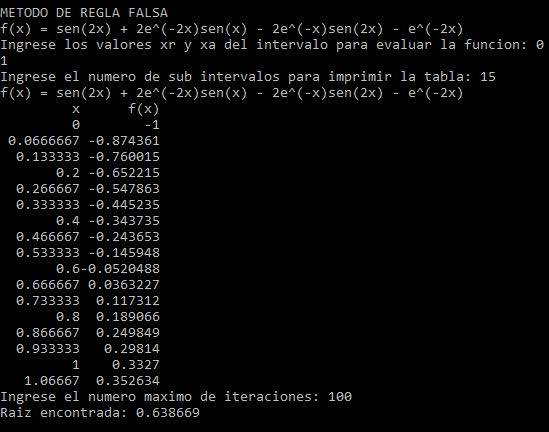 METODO DE REGLA FALSA
f(x) = sen(2x) + 2e^(-2x)sen(x) - 2e^(-x)sen(2x) - e^(-2x)
Ingrese los valores xr y xa del intervalo para evaluar la funcion: 0
1
Ingrese el numero de sub intervalos para imprimir la tabla: 15
f(x) = sen(2x) + 2e^(-2x)sen(x) - 2e^(-x)sen(2x) - e^(-2x)
x f(x)
0 -1
0.0666667 -0.874361
0.133333 -0.760015
0.2 -0.652215
0.266667 -0.547863
0.333333 -0.445235
0.4 -0.343735
0.466667 -0.243653
0.533333 -0.145948
0.6-0.0520488
0.666667 0.0363227
0.733333 0.117312
0.8 0.189066
0.866667 0.249849
0.933333 0.29814
1 0.3327
1.06667 0.352634
Ingrese el numero maximo de iteraciones: 100
Raiz encontrada: 0.638669